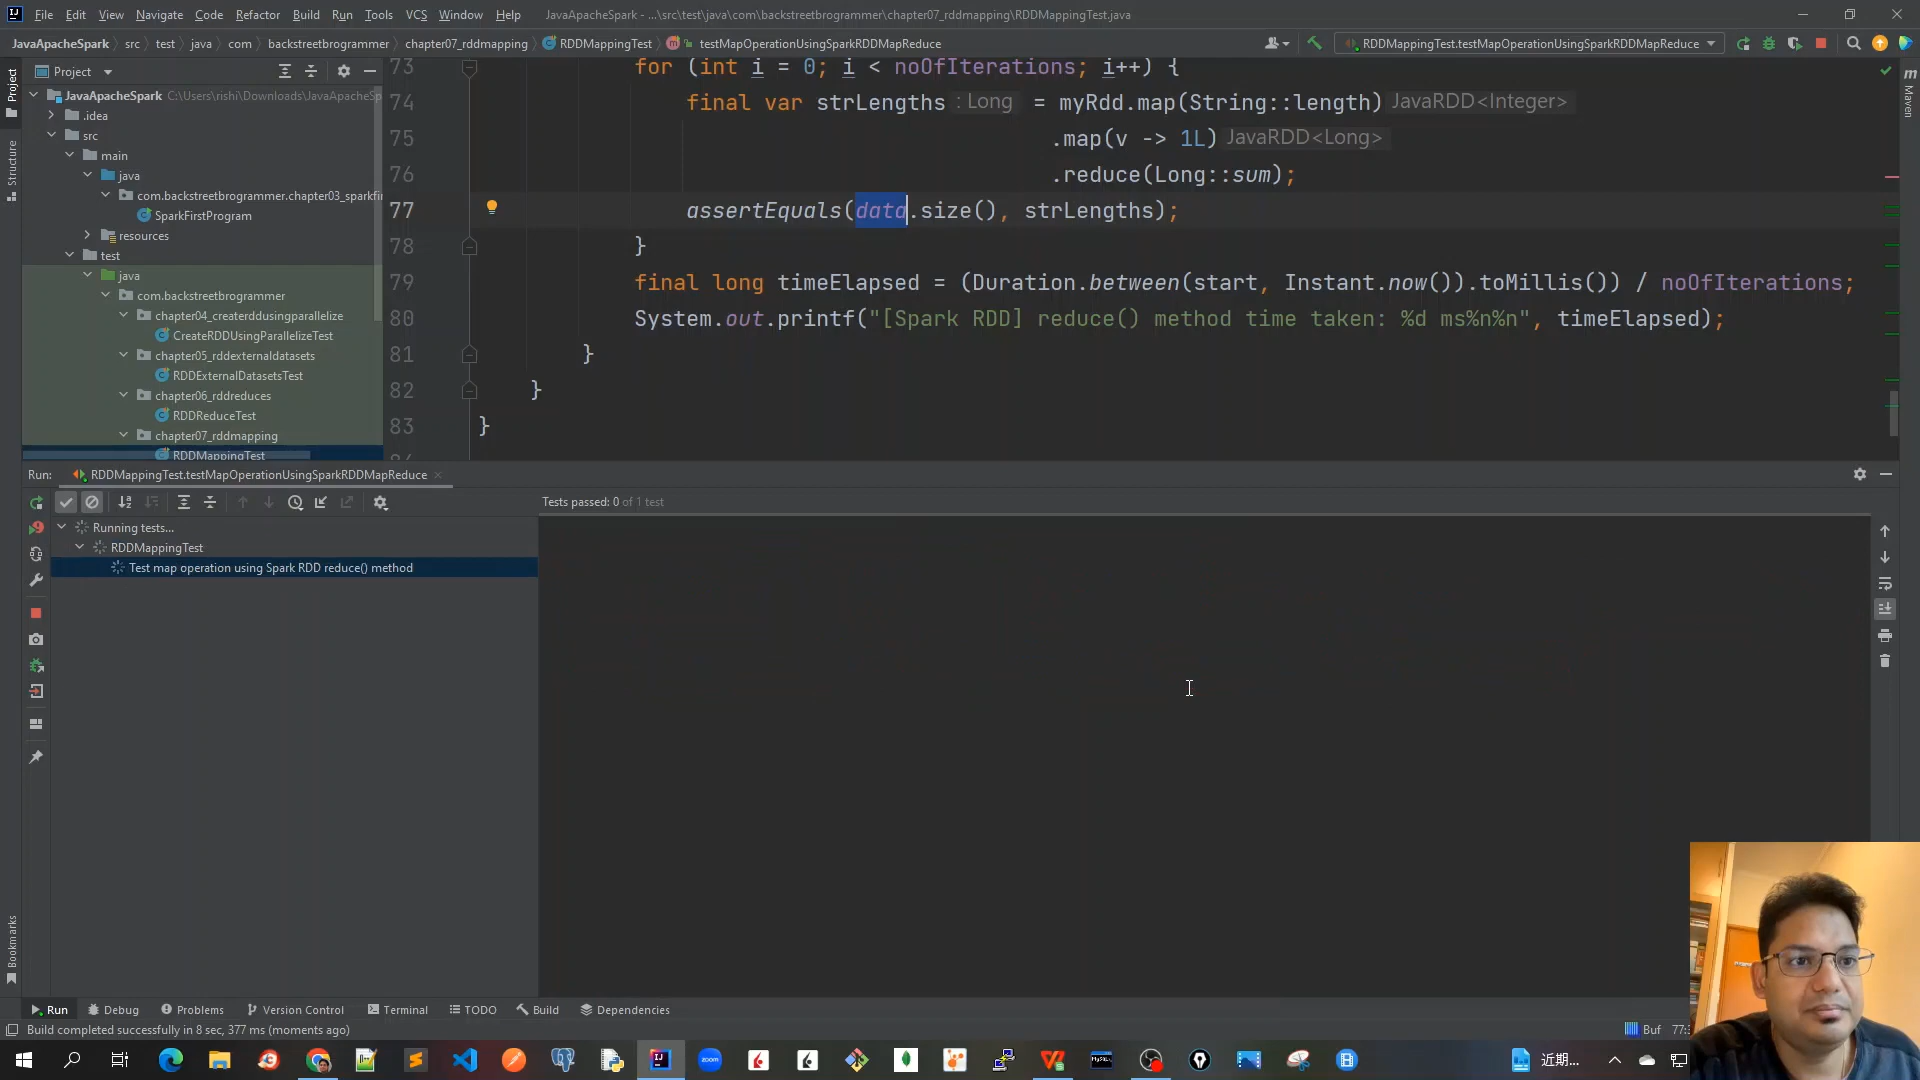 File Edit View Navigate Code Refactor Build Run Tools VCS Window Help JavaApacheSpark - ...\src\test\java\com\backstreetbrogrammer\chapter07_rddmapping\RDDMappingTest.java
JavaApacheSpark src test java com backstreetbrogrammer chapter07_rddmapping RDDMappingTest testMapOperationUsingSparkRDDMapReduce RDDMappingTest.testMapOperationUsingSparkRDDMapReduce
Project
Project
JavaApacheSpark C:\Users\rishi\Downloads\JavaApacheSp
.idea
src
main
java
com.backstreetbrogrammer.chapter03_sparkfi
SparkFirstProgram
resources
test
java
com.backstreetbrogrammer
chapter04_createrddusingparallelize
CreateRDDUsingParallelizeTest
chapter05_rddexternaldatasets
RDDExternalDatasetsTest
chapter06_rddreduces
RDDReduceTest
chapter07_rddmapping
RDDMappingTest
Structure
Bookmarks
m
Maven
73 for (int i = 0; i < noOfIterations; i++) {
74 final var strLengths : Long = myRdd.map(String::length) JavaRDD<Integer>
75 .map(v -> 1L) JavaRDD<Long>
76 .reduce(Long::sum);
77 assertEquals(data.size(), strLengths);
78 }
79 final long timeElapsed = (Duration.between(start, Instant.now()).toMillis()) / noOfIterations;
80 System.out.printf("[Spark RDD] reduce() method time taken: %d ms%n%n", timeElapsed);
81 }
82 }
83 }
Run: RDDMappingTest.testMapOperationUsingSparkRDDMapReduce
Tests passed: 0 of 1 test
Running tests...
RDDMappingTest
Test map operation using Spark RDD reduce() method
Run Debug Problems Version Control Terminal TODO Build Dependencies
Build completed successfully in 8 sec, 377 ms (moments ago)
Buf
zoom
近期...